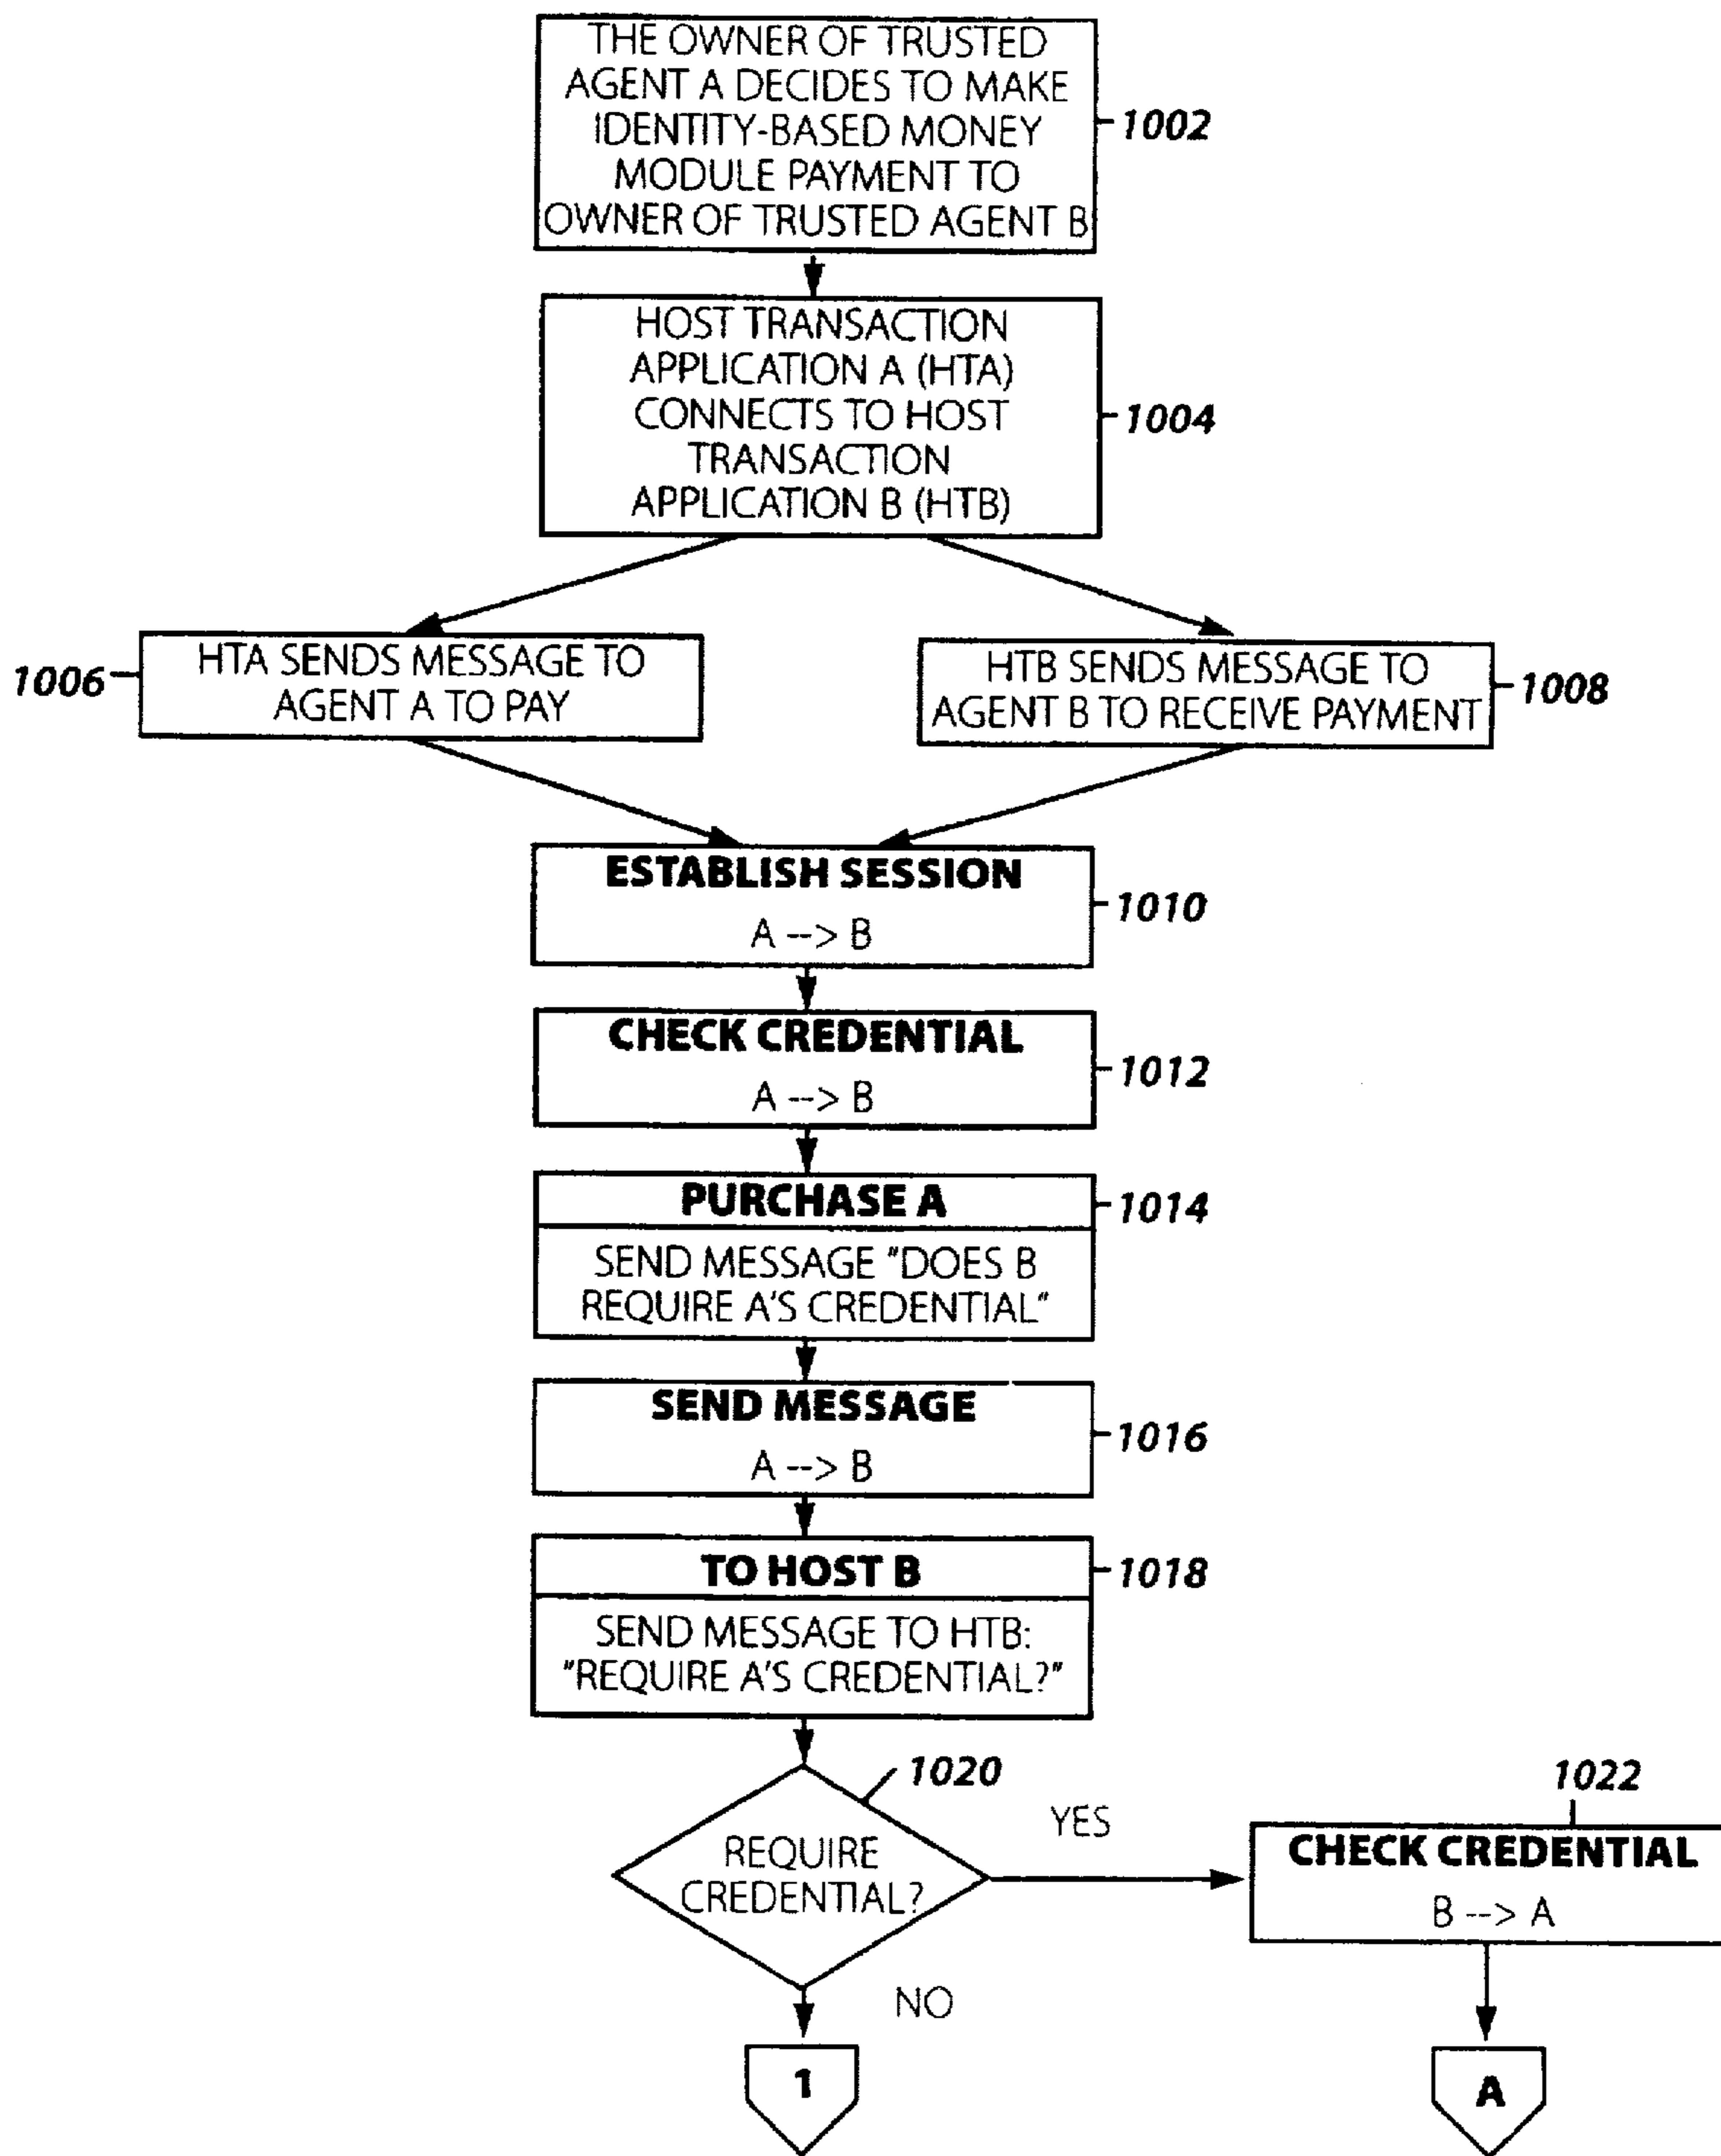 THE OWNER OF TRUSTED
AGENT A DECIDES TO MAKE
IDENTITY-BASED MONEY
MODULE PAYMENT TO
OWNER OF TRUSTED AGENT B
1002
HOST TRANSACTION
APPLICATION A (HTA)
CONNECTS TO HOST
TRANSACTION
APPLICATION B (HTB)
1004
1006
HTA SENDS MESSAGE TO
AGENT A TO PAY
HTB SENDS MESSAGE TO
AGENT B TO RECEIVE PAYMENT
1008
ESTABLISH SESSION
A --> B
1010
CHECK CREDENTIAL
A --> B
1012
PURCHASE A
1014
SEND MESSAGE "DOES B
REQUIRE A'S CREDENTIAL"
SEND MESSAGE
A --> B
1016
TO HOST B
1018
SEND MESSAGE TO HTB:
"REQUIRE A'S CREDENTIAL?"
1020
REQUIRE
CREDENTIAL?
YES
1022
CHECK CREDENTIAL
B --> A
NO
1
A